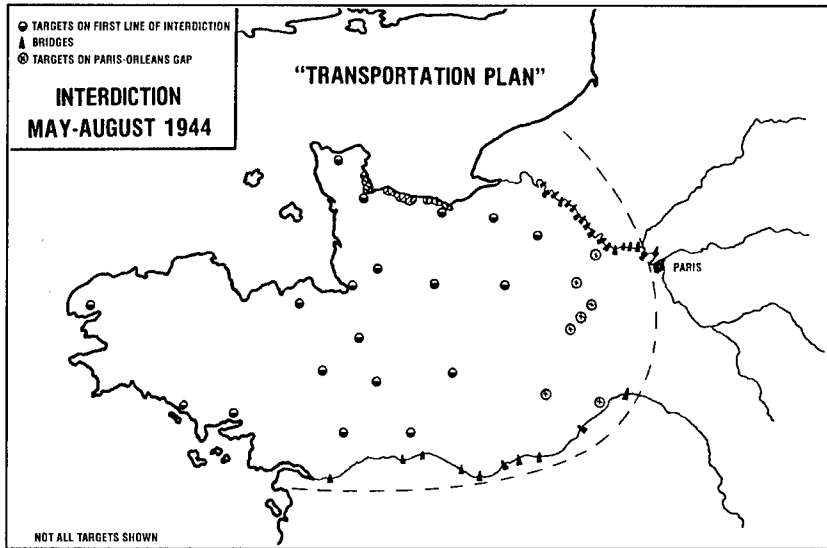 TARGETS ON FIRST LINE OF INTERDICTION
BRIDGES
TARGETS ON PARIS-ORLEANS GAP
INTERDICTION
MAY-AUGUST 1944
"TRANSPORTATION PLAN"
PARIS
NOT ALL TARGETS SHOWN